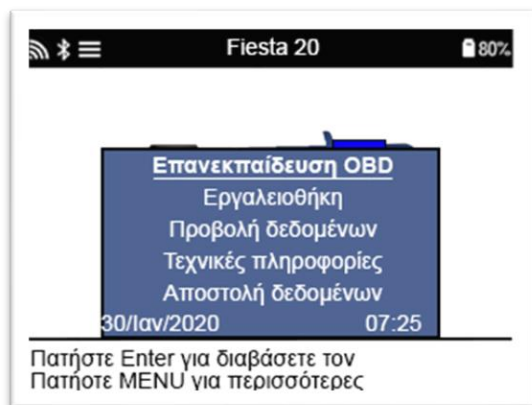 Fiesta 20 80%
Επανεκπαίδευση OBD
Εργαλειοθήκη
Προβολή δεδομένων
Τεχνικές πληροφορίες
Αποστολή δεδομένων
30/Ιαν/2020 07:25
Πατήστε Enter για διαβάσετε τον
Πατήστε MENU για περισσότερες